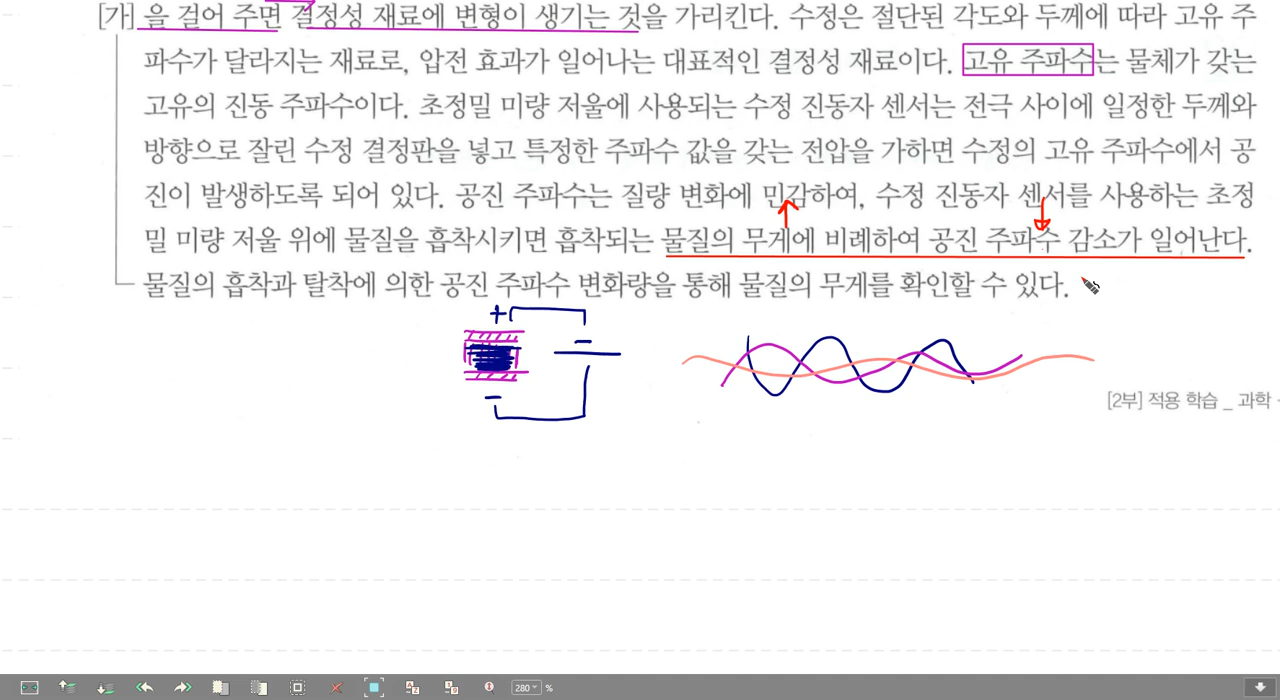 [가] 을 걸어 주면 결정성 재료에 변형이 생기는 것을 가리킨다. 수정은 절단된 각도와 두께에 따라 고유 주
파수가 달라지는 재료로, 압전 효과가 일어나는 대표적인 결정성 재료이다. 고유 주파수는 물체가 갖는
고유의 진동 주파수이다. 초정밀 미량 저울에 사용되는 수정 진동자 센서는 전극 사이에 일정한 두께와
방향으로 잘린 수정 결정판을 넣고 특정한 주파수 값을 갖는 전압을 가하면 수정의 고유 주파수에서 공
진이 발생하도록 되어 있다. 공진 주파수는 질량 변화에 민감하여, 수정 진동자 센서를 사용하는 초정
밀 미량 저울 위에 물질을 흡착시키면 흡착되는 물질의 무게에 비례하여 공진 주파수 감소가 일어난다.
물질의 흡착과 탈착에 의한 공진 주파수 변화량을 통해 물질의 무게를 확인할 수 있다.
+
−
−
[2부] 적용 학습 _ 과학
280 %